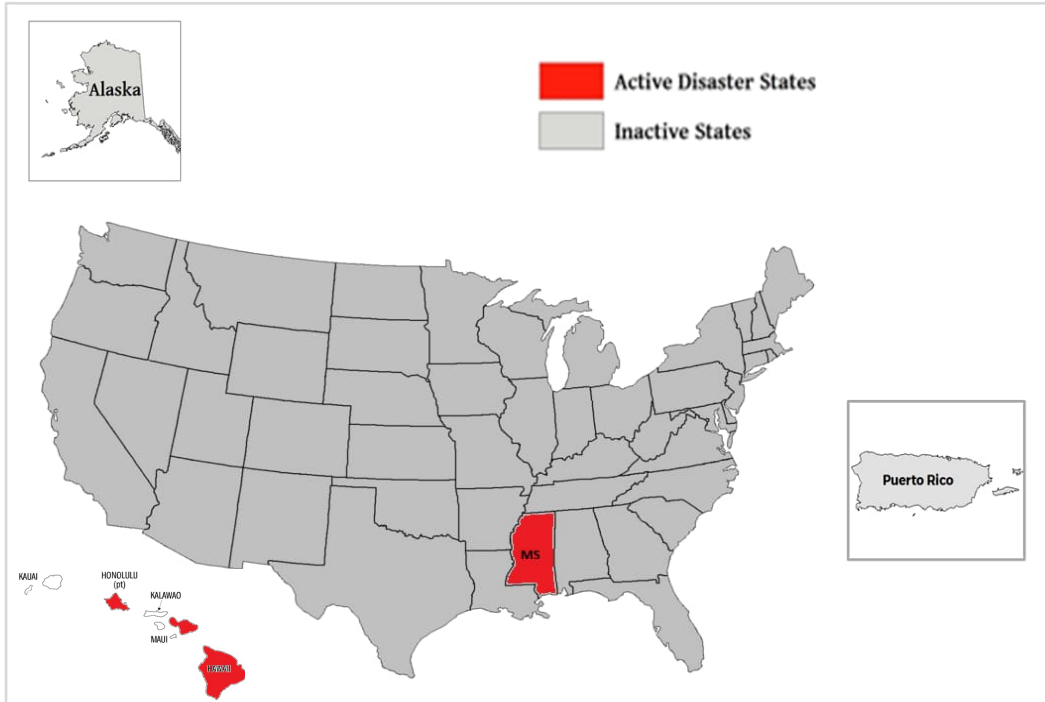 Alaska
Active Disaster States
Inactive States
Puerto Rico
MS
KAUAI
HONOLULU
(pt)
KALAWAO
MAUI
HAWAII